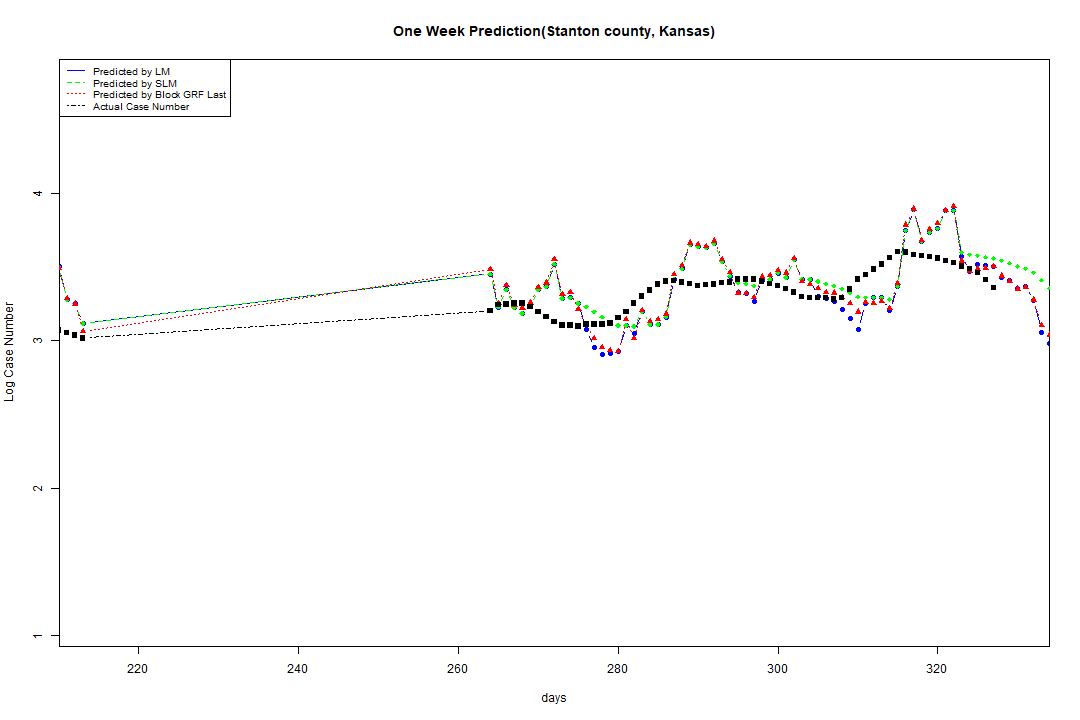 One Week Prediction(Stanton county, Kansas)
Predicted by LM
Predicted by SLM
Predicted by Block GRF Last
Actual Case Number
Log Case Number
4
3
2
1
220 240 260 280 300 320
days